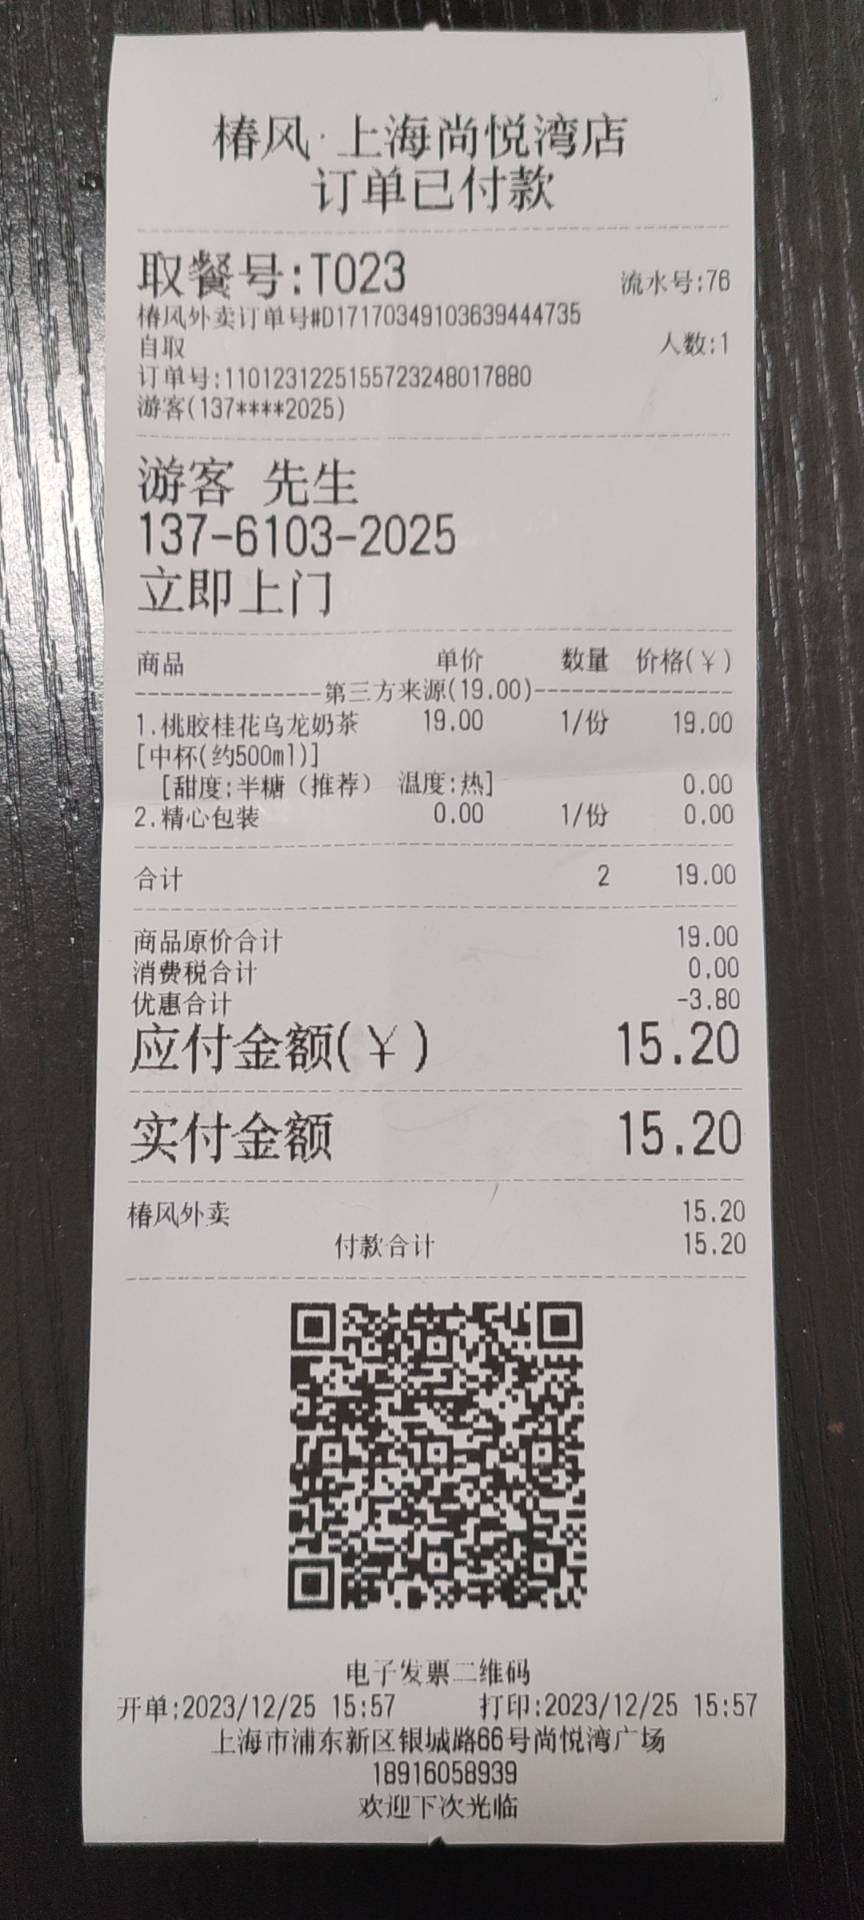 椿风·上海尚悦湾店
订单已付款
取餐号:T023 流水号:76
椿风外卖订单号#D17170349103639444735
自取 人数:1
订单号:1101231225155723248017880
游客(137****2025)
游客 先生
137-6103-2025
立即上门
商品 单价 数量 价格(￥)
---------------第三方来源(19.00)----------------
1.桃胶桂花乌龙奶茶 19.00 1/份 19.00
[中杯(约500ml)]
[甜度:半糖（推荐） 温度:热] 0.00
2.精心包装 0.00 1/份 0.00
合计 2 19.00
商品原价合计 19.00
消费税合计 0.00
优惠合计 -3.80
应付金额(￥) 15.20
实付金额 15.20
椿风外卖 15.20
付款合计 15.20
电子发票二维码
开单:2023/12/25 15:57 打印:2023/12/25 15:57
上海市浦东新区银城路66号尚悦湾广场
18916058939
欢迎下次光临